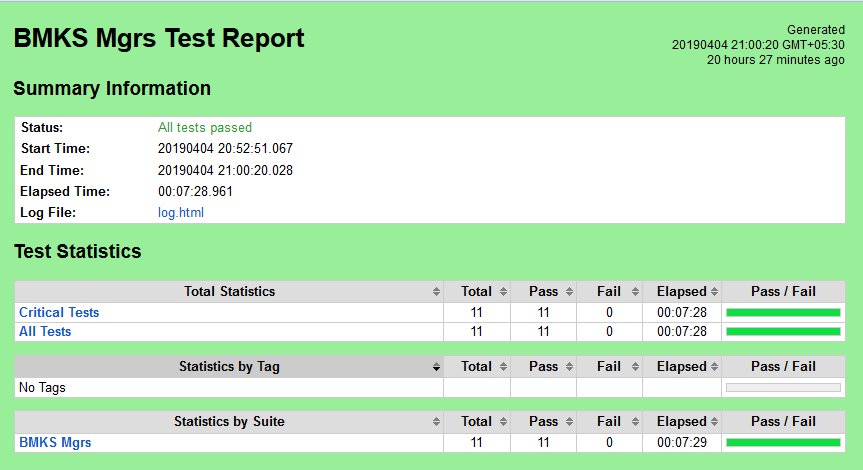 BMKS Mgrs Test Report
Generated
20190404 21:00:20 GMT+05:30
20 hours 27 minutes ago
Summary Information
Status: All tests passed
Start Time: 20190404 20:52:51.067
End Time: 20190404 21:00:20.028
Elapsed Time: 00:07:28.961
Log File: log.html
Test Statistics
Total Statistics Total Pass Fail Elapsed Pass / Fail
Critical Tests 11 11 0 00:07:28
All Tests 11 11 0 00:07:28
Statistics by Tag Total Pass Fail Elapsed Pass / Fail
No Tags
Statistics by Suite Total Pass Fail Elapsed Pass / Fail
BMKS Mgrs 11 11 0 00:07:29